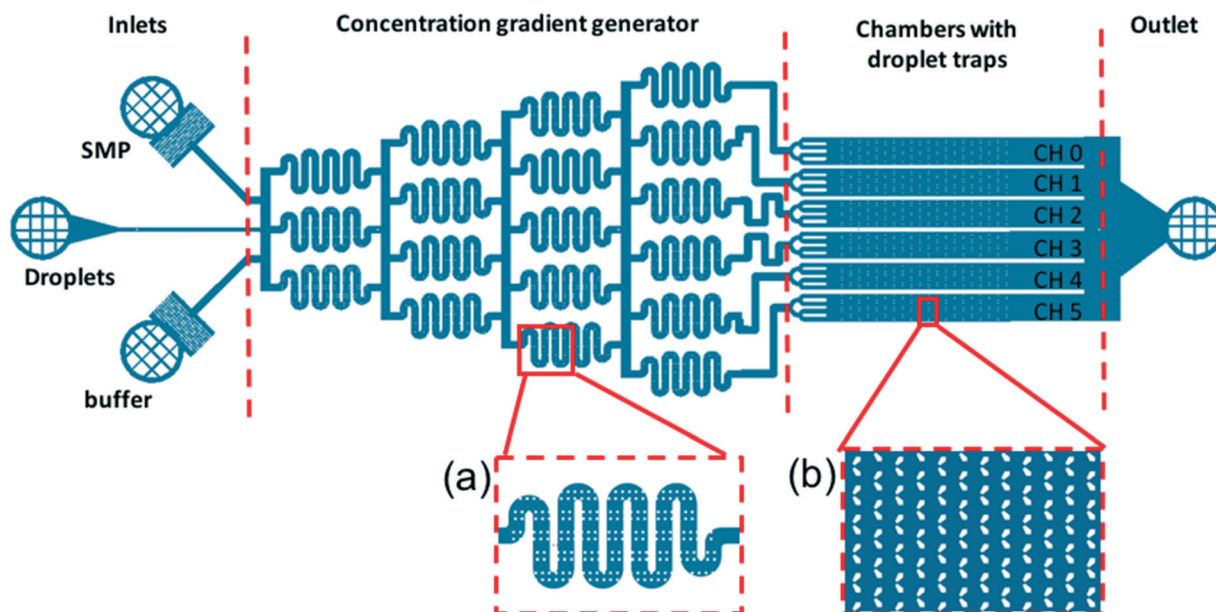 Inlets
Concentration gradient generator
Chambers with
droplet traps
Outlet
SMP
Droplets
buffer
CH 0
CH 1
CH 2
CH 3
CH 4
CH 5
(a)
(b)